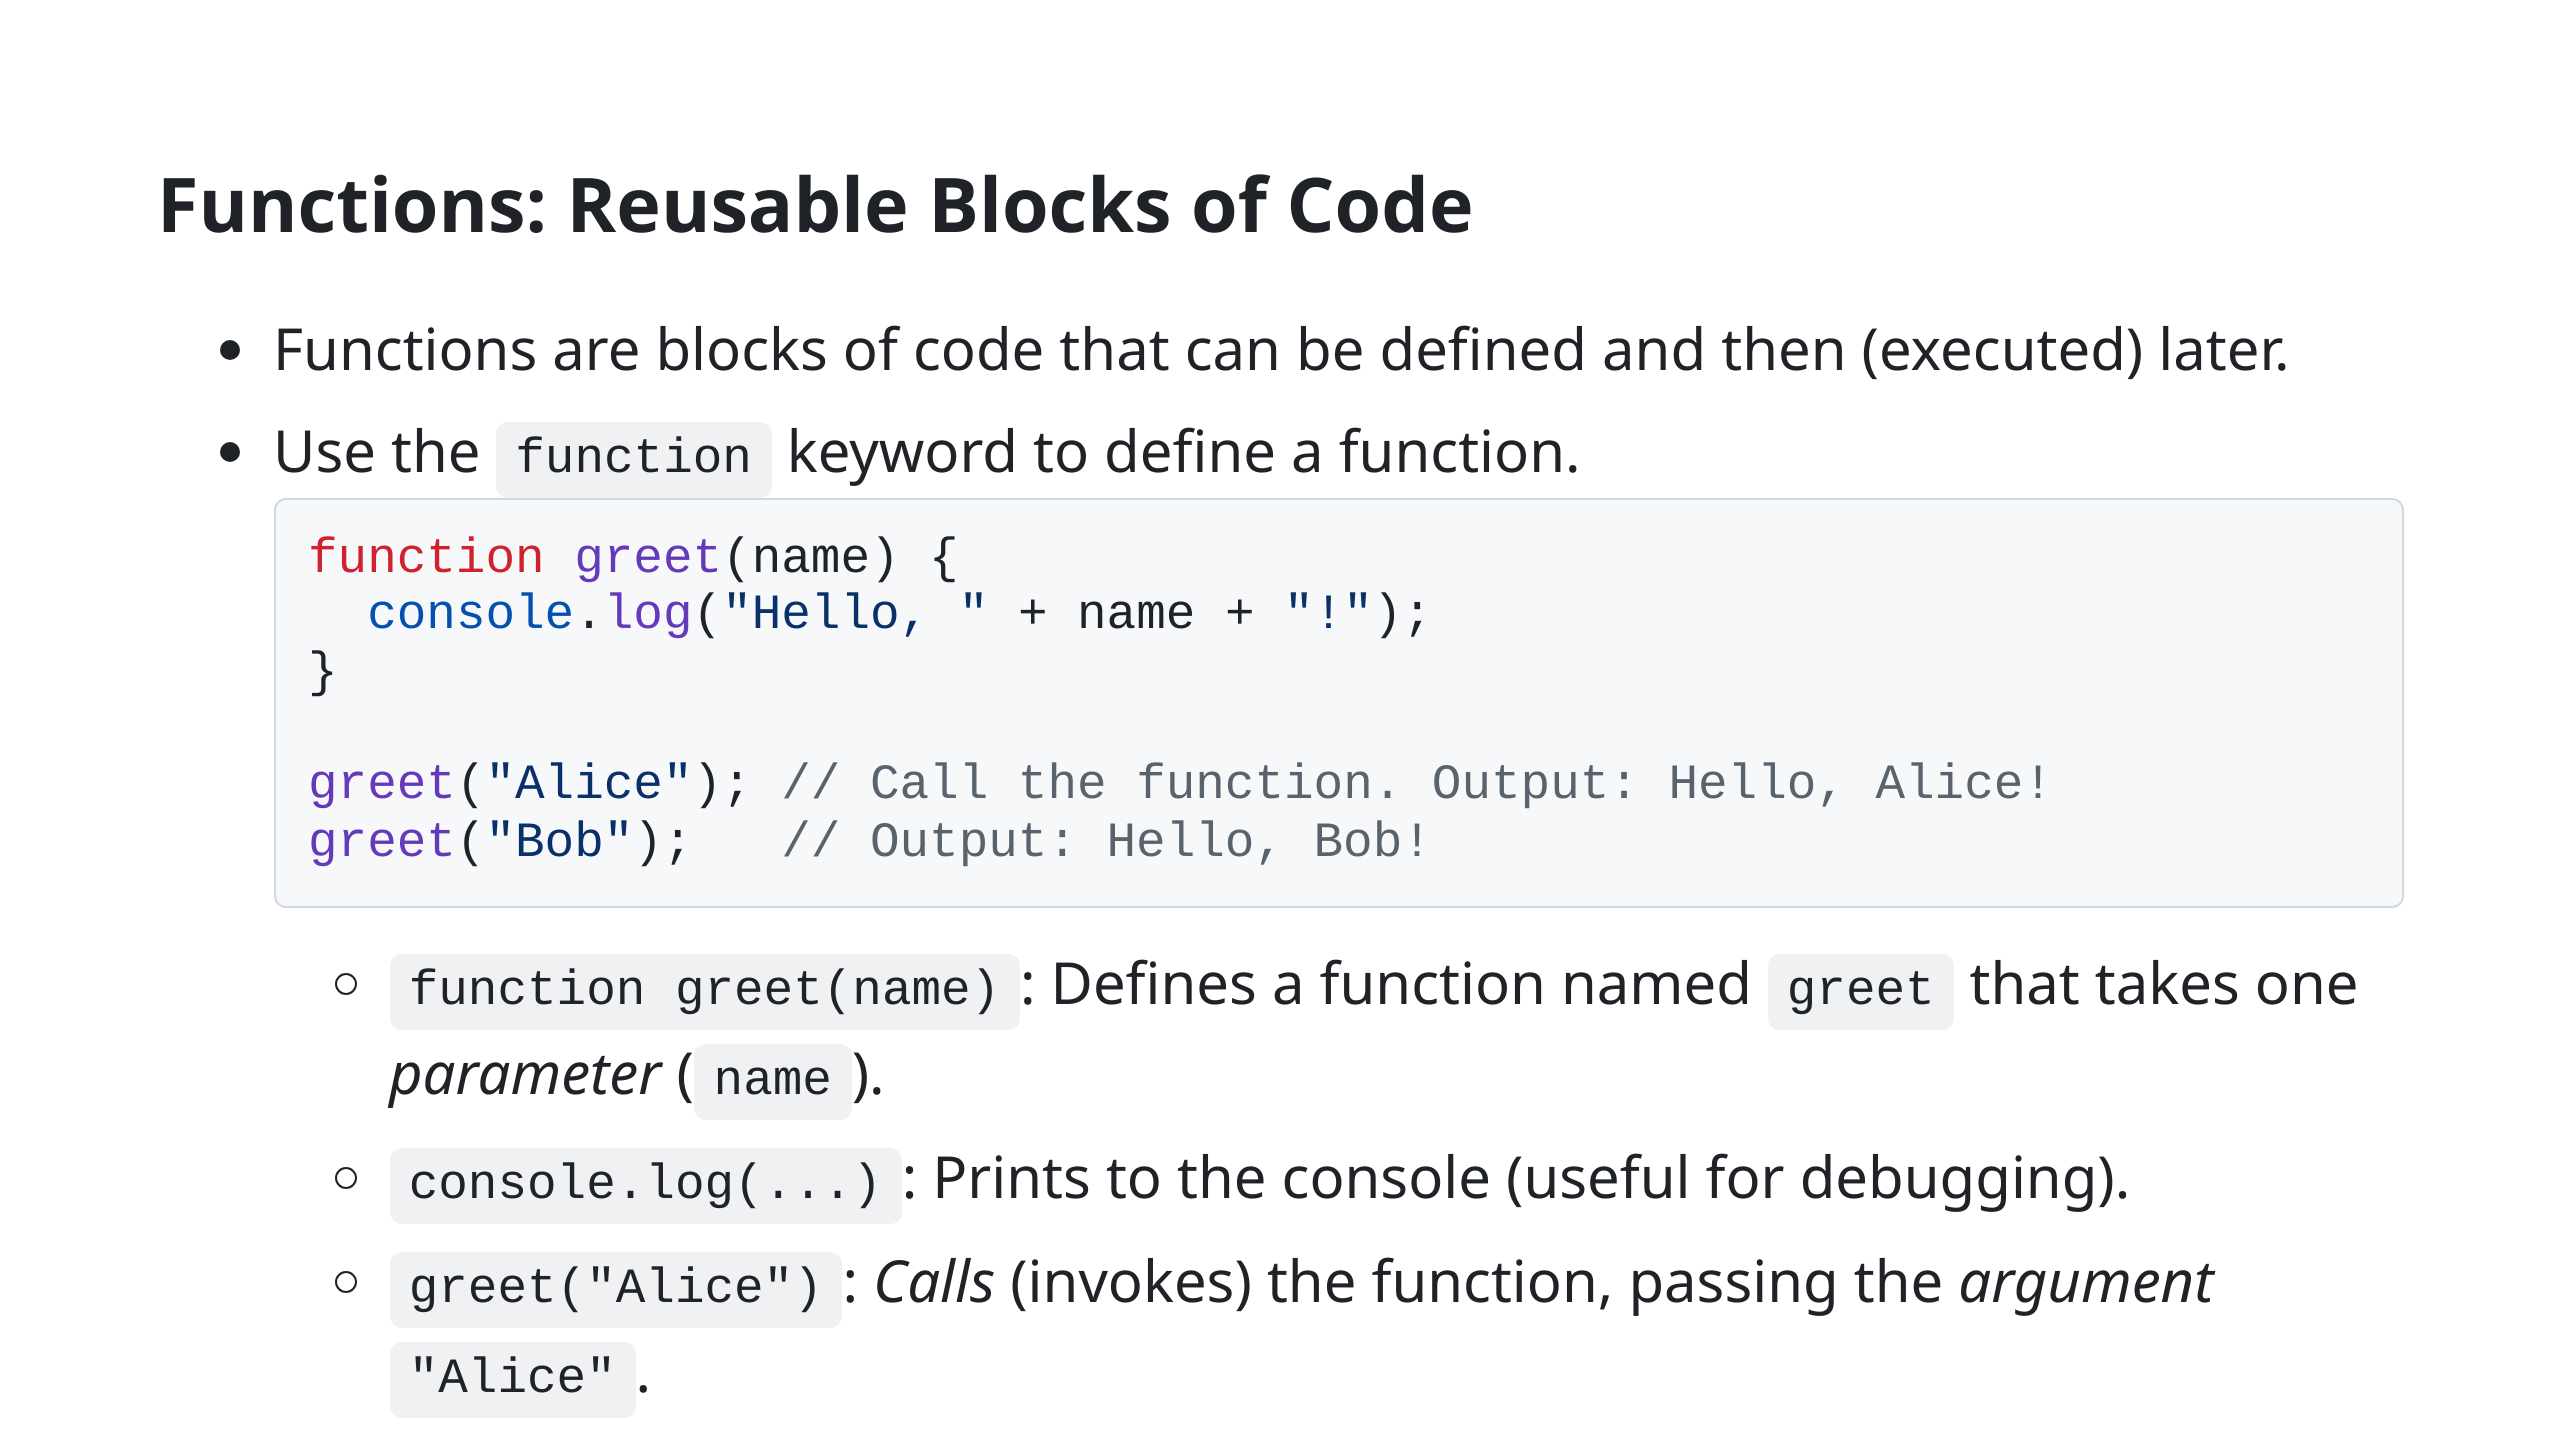 Functions: Reusable Blocks of Code
Functions are blocks of code that can be defined and then (executed) later.
Use the function keyword to define a function.
function greet(name) {
  console.log("Hello, " + name + "!");
}
greet("Alice"); // Call the function. Output: Hello, Alice!
greet("Bob");   // Output: Hello, Bob!
function greet(name): Defines a function named greet that takes one
parameter (name).
console.log(...): Prints to the console (useful for debugging).
greet("Alice"): Calls (invokes) the function, passing the argument
"Alice".